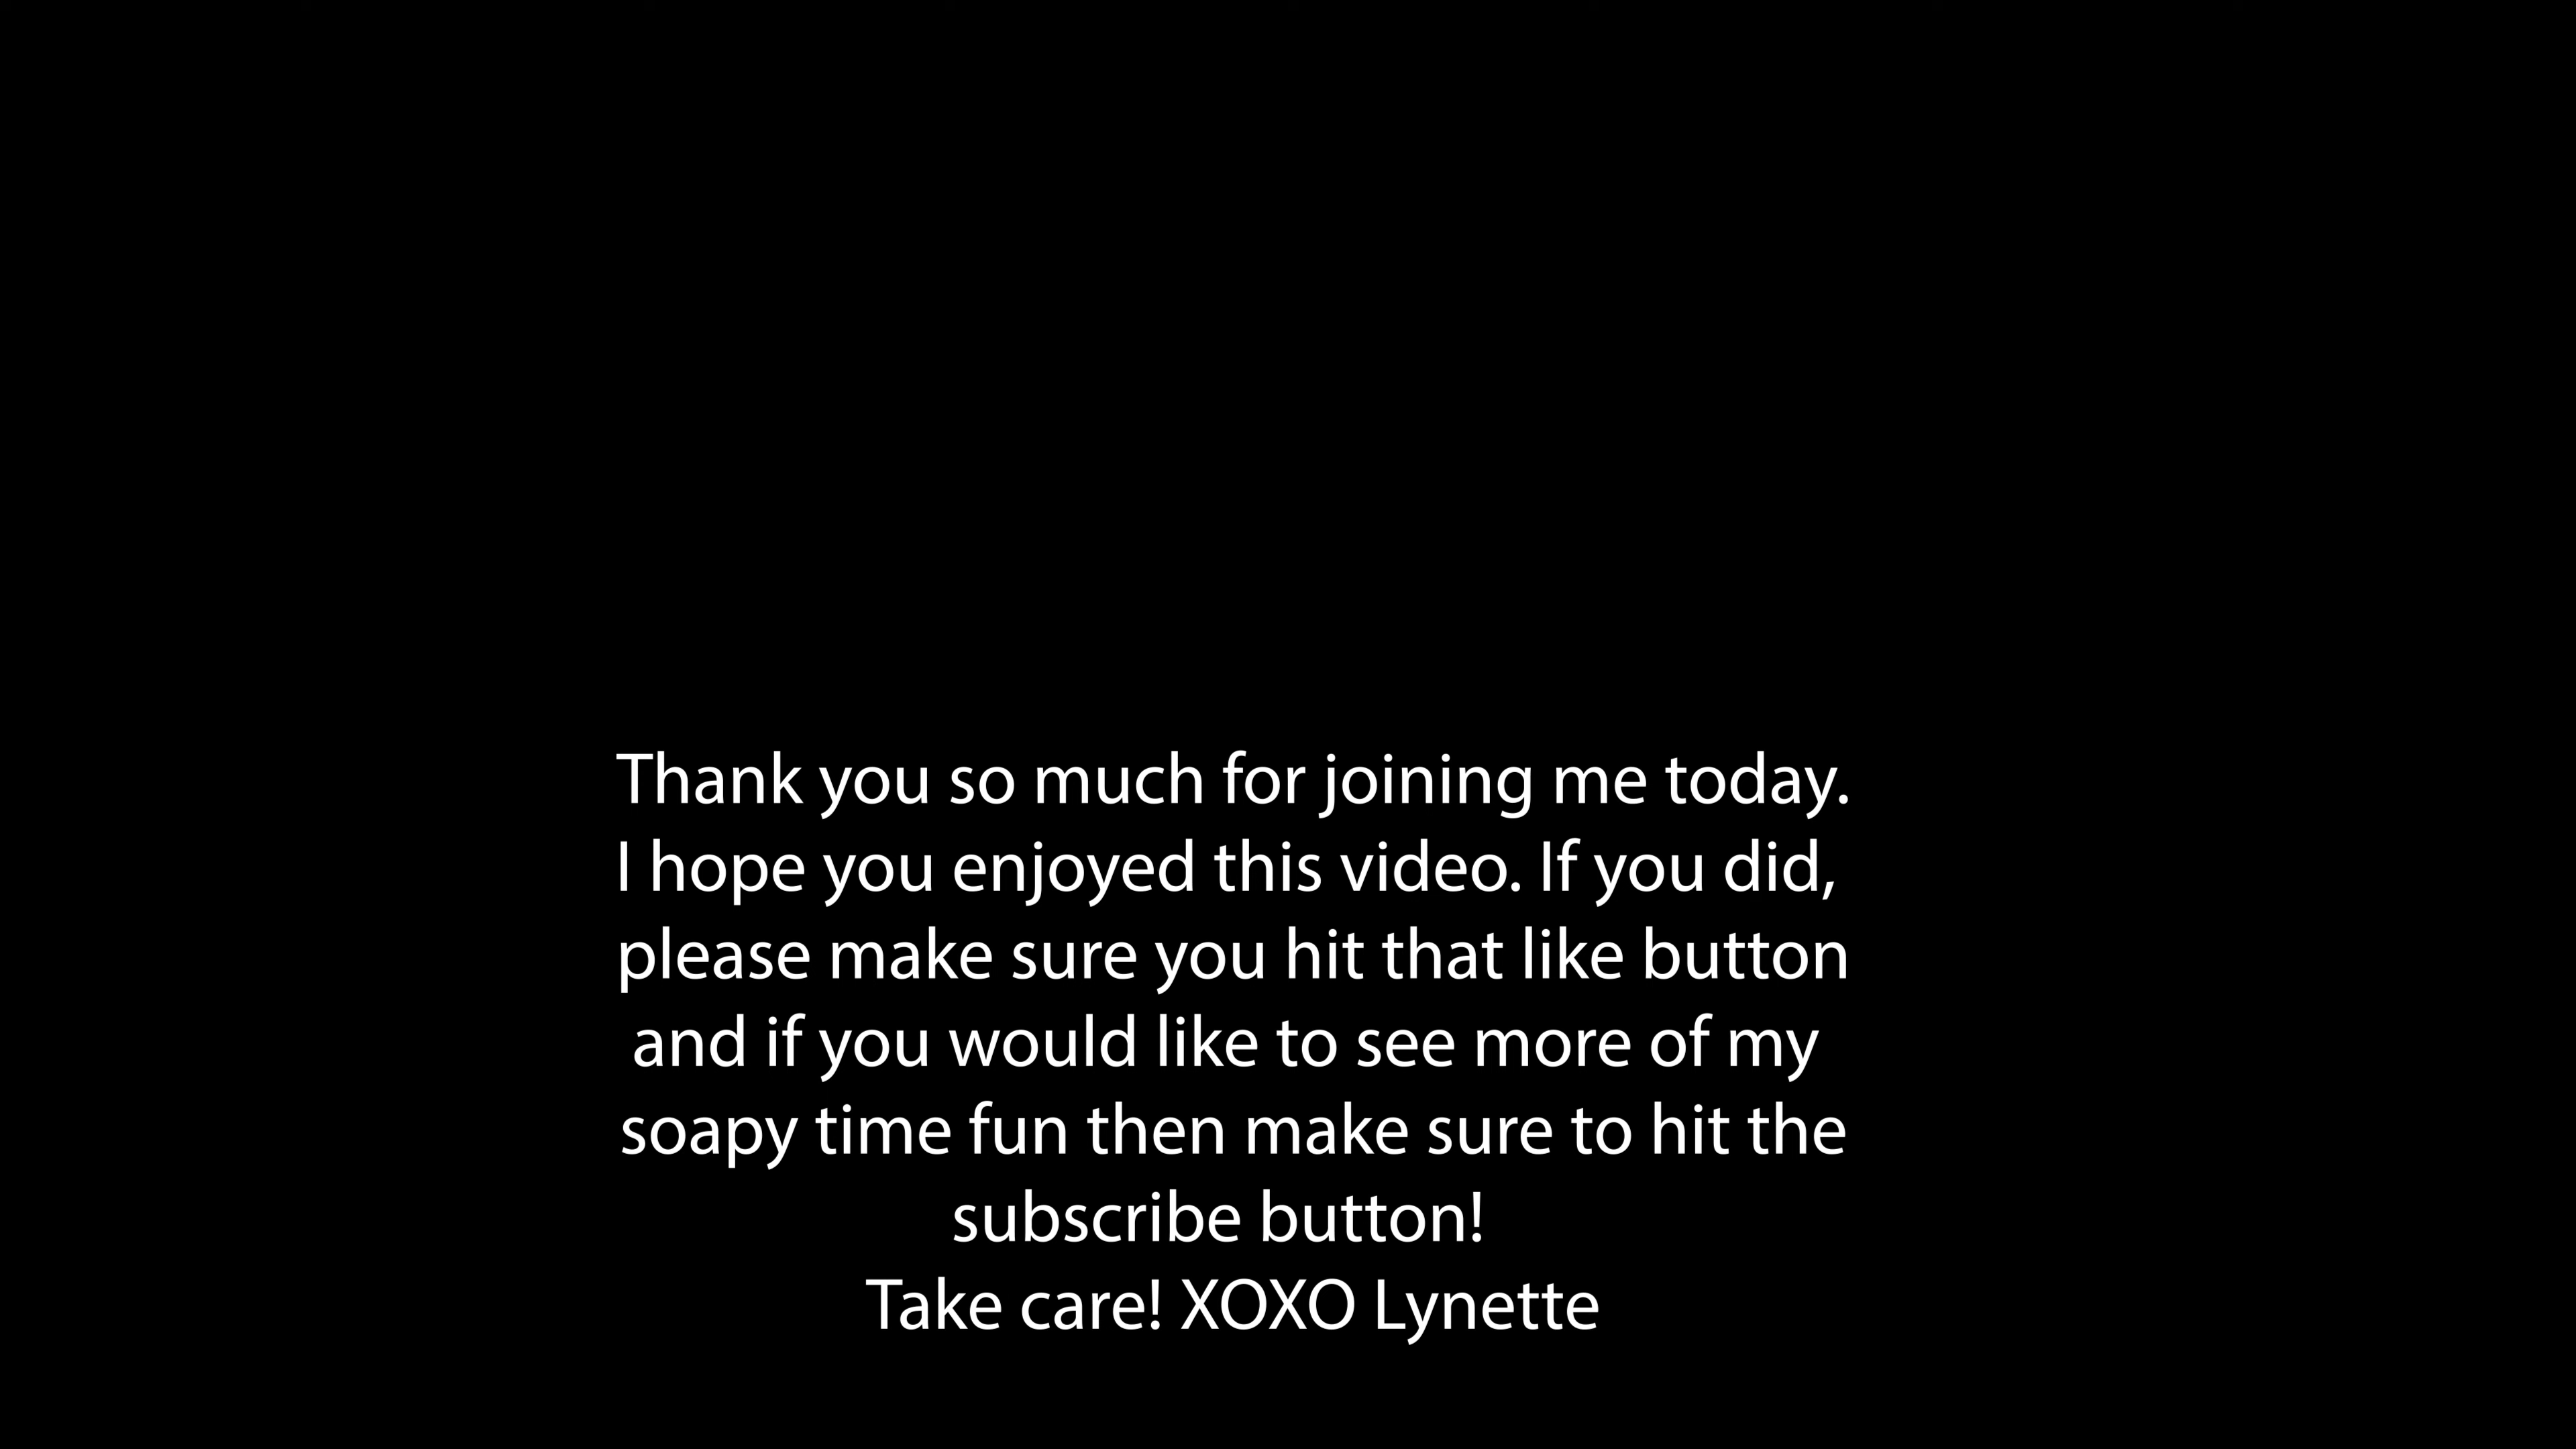 Thank you so much for joining me today.
I hope you enjoyed this video. If you did,
please make sure you hit that like button
and if you would like to see more of my
soapy time fun then make sure to hit the
subscribe button!
Take care! XOXO Lynette